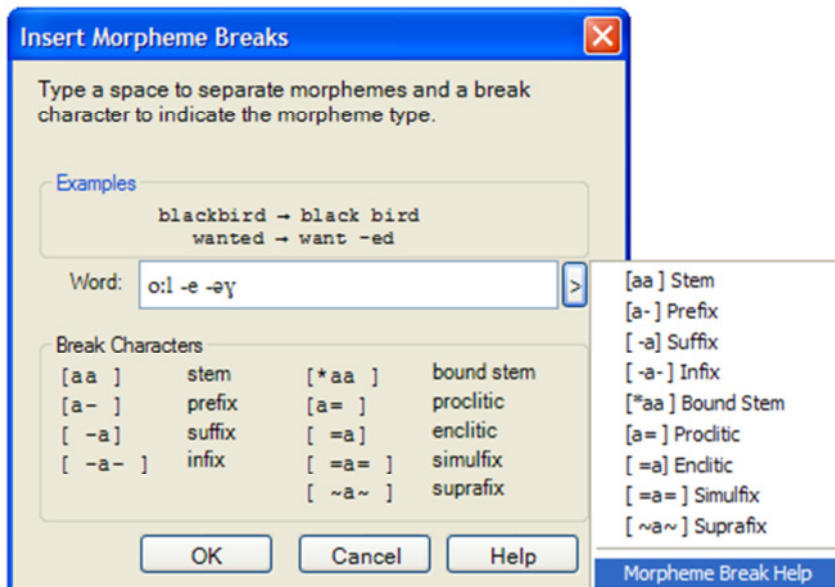 Insert Morpheme Breaks
Type a space to separate morphemes and a break
character to indicate the morpheme type.
Examples
blackbird → black bird
wanted → want -ed
Word: o:l -e -əɣ >
Break Characters
[aa ] stem [*aa ] bound stem
[a- ] prefix [a= ] proclitic
[ -a] suffix [ =a] enclitic
[ -a- ] infix [ =a= ] simulfix
[ ~a~ ] suprafix
OK Cancel Help
[aa ] Stem
[a- ] Prefix
[ -a] Suffix
[ -a- ] Infix
[*aa ] Bound Stem
[a= ] Proclitic
[ =a] Enclitic
[ =a= ] Simulfix
[ ~a~ ] Suprafix
Morpheme Break Help